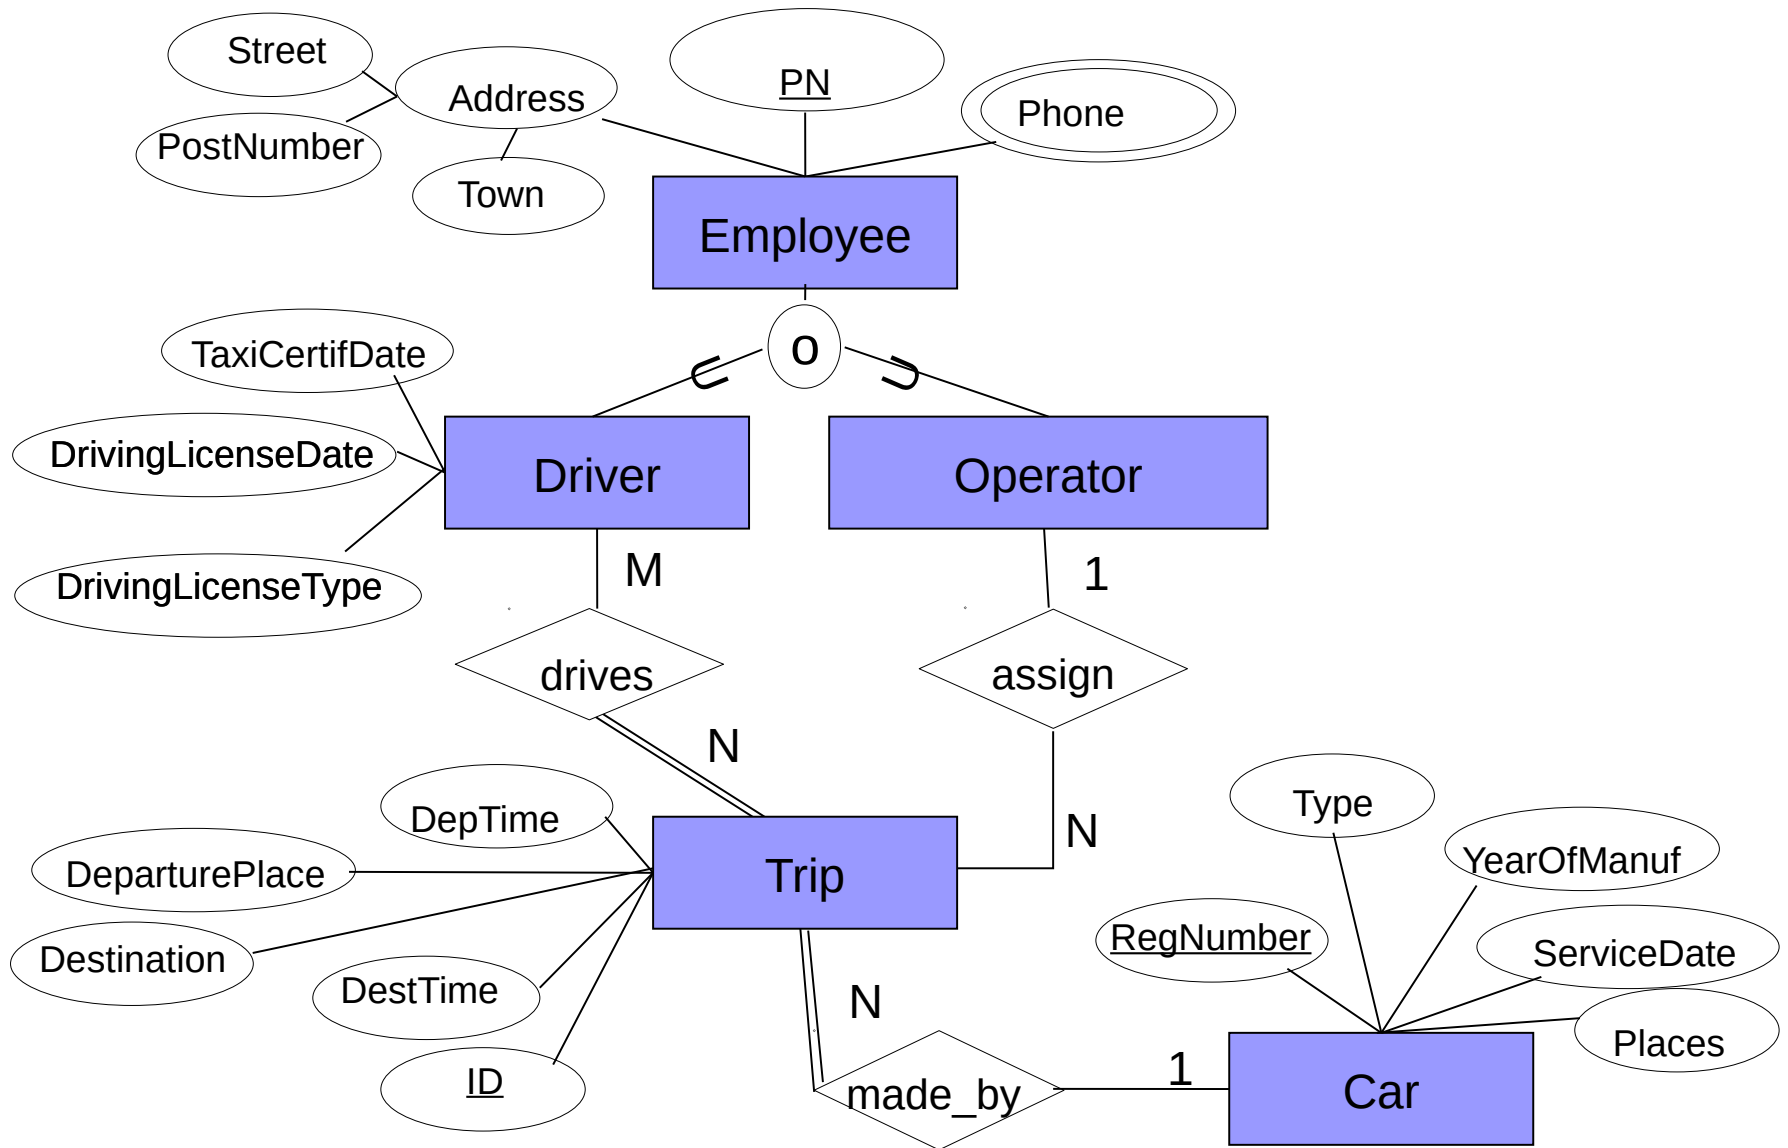 Street
Address
PN
Phone
PostNumber
Town
Employee
o
TaxiCertifDate
DrivingLicenseDate
Driver
Operator
DrivingLicenseType
M
1
drives
assign
N
N
DepTime
Type
YearOfManuf
DeparturePlace
Trip
RegNumber
ServiceDate
Destination
DestTime
N
Places
ID
made_by
1
Car